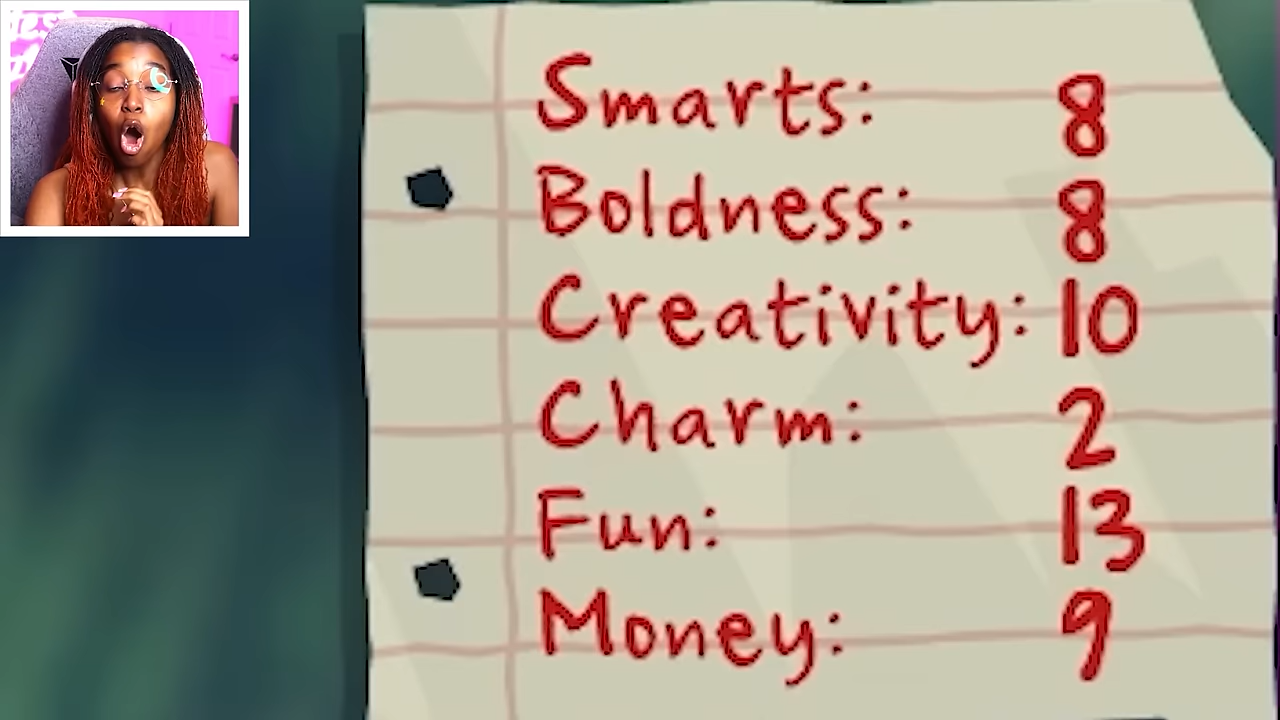 Smarts: 8
Boldness: 8
Creativity: 10
Charm: 2
Fun: 13
Money: 9